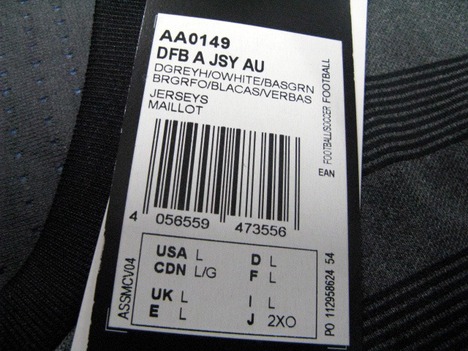 AA0149
DFB A JSY AU
DGREYH/OWHITE/BASGRN
BRGRFO/BLACAS/VERBAS
JERSEYS
MAILLOT
FOOTBALL/SOCCER FOOTBALL
EAN
4 056559 473556
USA L D L
CDN L/G F L
UK L I L
E L J 2XO
ASSMCV04
PO 112958624 54